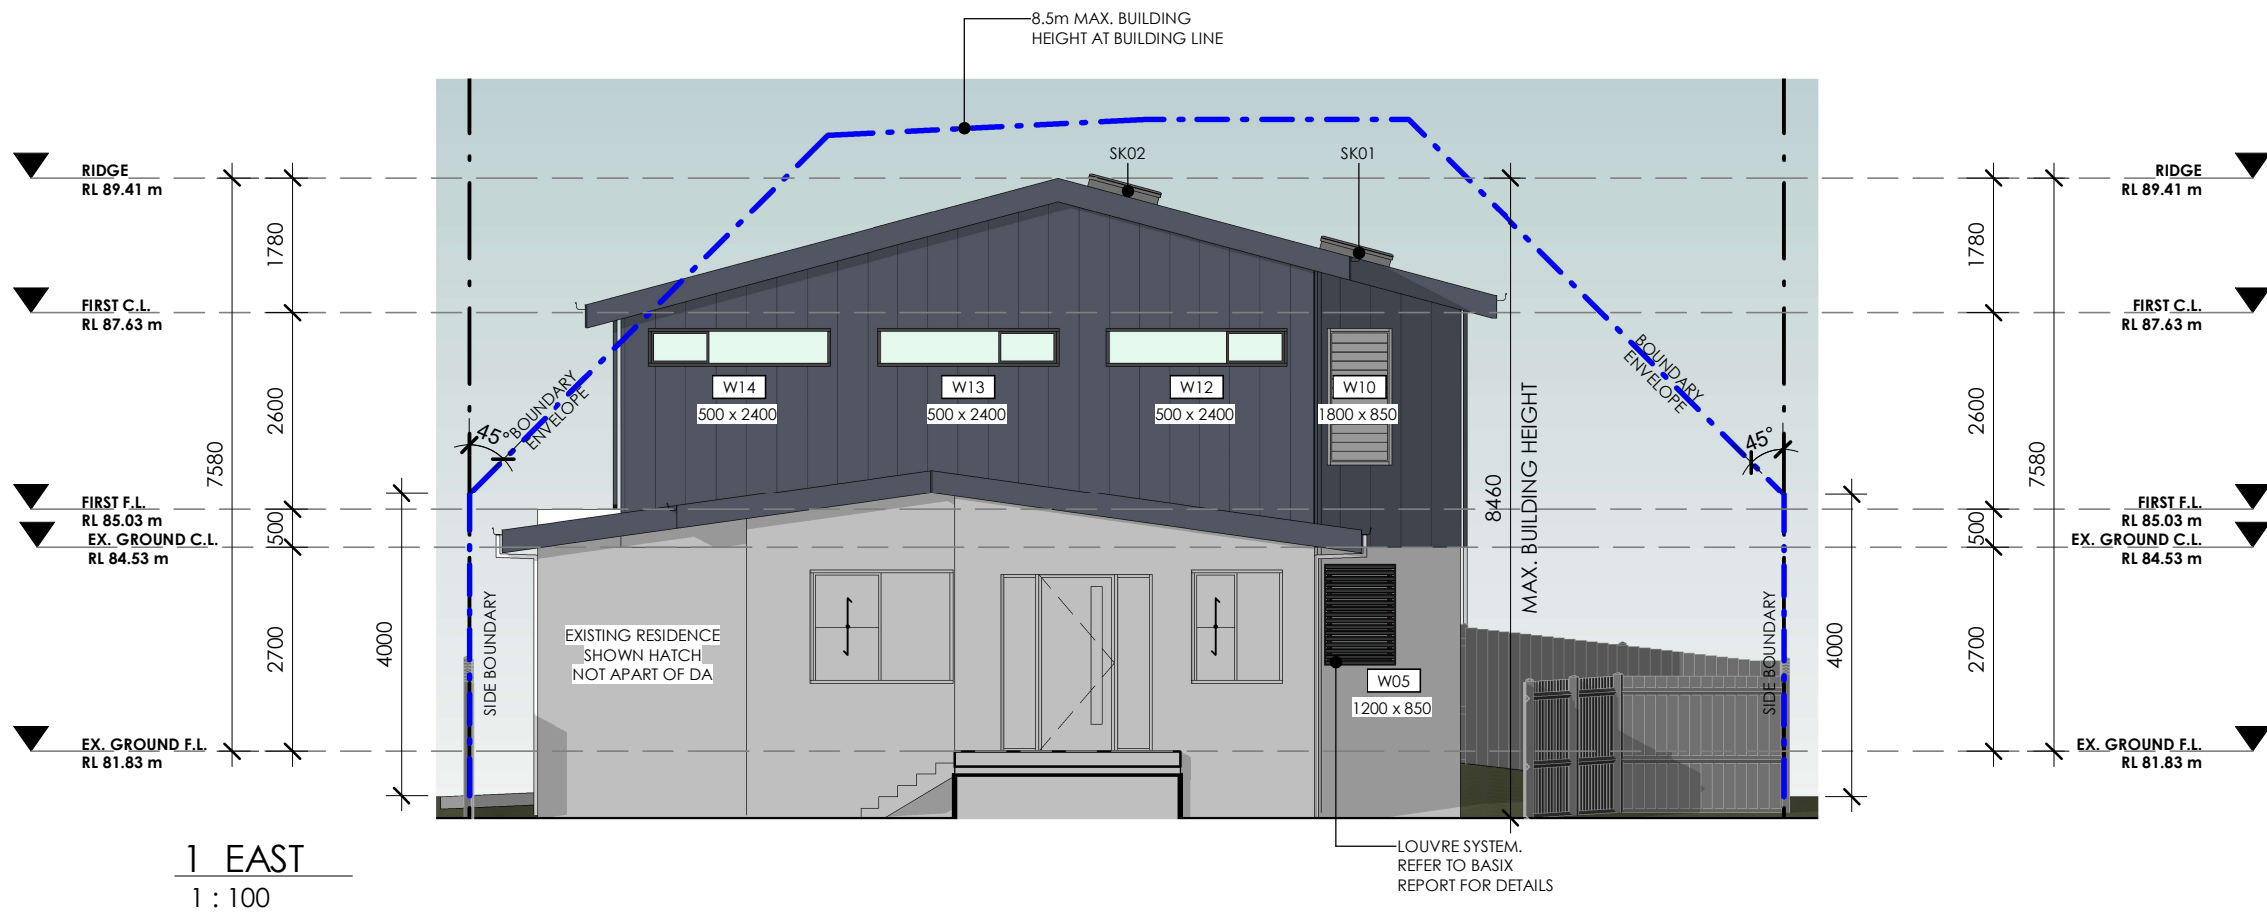 8.5m MAX. BUILDING
HEIGHT AT BUILDING LINE
SK02
SK01
RIDGE
RL 89.41 m
FIRST C.L.
RL 87.63 m
FIRST F.L.
RL 85.03 m
EX. GROUND C.L.
RL 84.53 m
EX. GROUND F.L.
RL 81.83 m
7580
1780
2600
500
2700
4000
45°
BOUNDARY
ENVELOPE
SIDE BOUNDARY
W14
500 x 2400
W13
500 x 2400
W12
500 x 2400
W10
1800 x 850
EXISTING RESIDENCE
SHOWN HATCH
NOT APART OF DA
W05
1200 x 850
8460
MAX. BUILDING HEIGHT
BOUNDARY
ENVELOPE
45°
SIDE BOUNDARY
4000
1780
2600
500
2700
7580
RIDGE
RL 89.41 m
FIRST C.L.
RL 87.63 m
FIRST F.L.
RL 85.03 m
EX. GROUND C.L.
RL 84.53 m
EX. GROUND F.L.
RL 81.83 m
LOUVRE SYSTEM.
REFER TO BASIX
REPORT FOR DETAILS
1 EAST
1 : 100